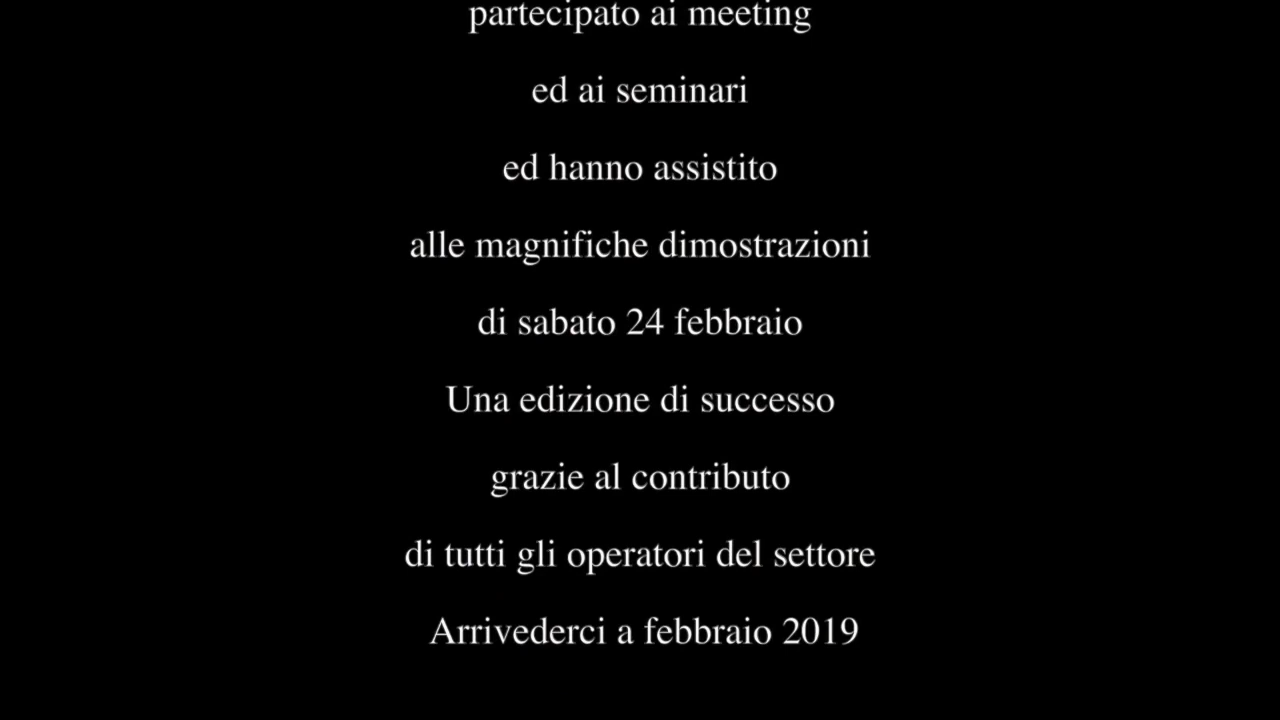 partecipato ai meeting
ed ai seminari
ed hanno assistito
alle magnifiche dimostrazioni
di sabato 24 febbraio
Una edizione di successo
grazie al contributo
di tutti gli operatori del settore
Arrivederci a febbraio 2019